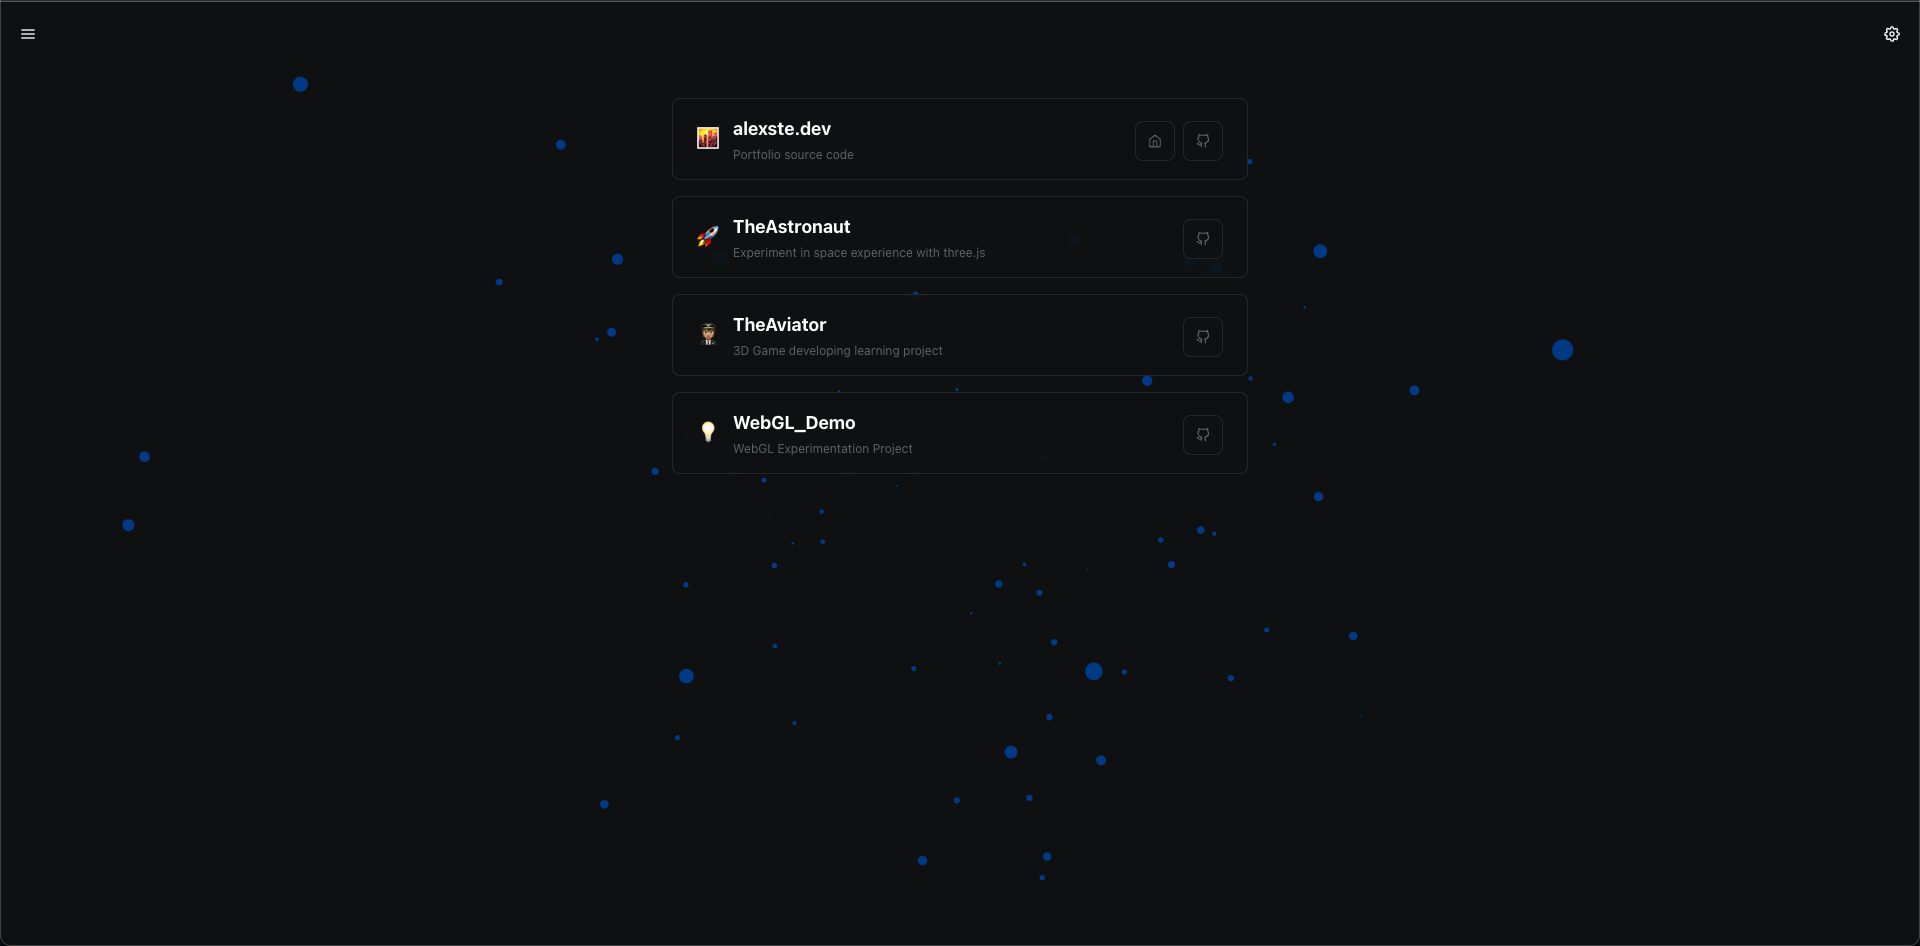 alexste.dev
Portfolio source code
TheAstronaut
Experiment in space experience with three.js
TheAviator
3D Game developing learning project
WebGL_Demo
WebGL Experimentation Project